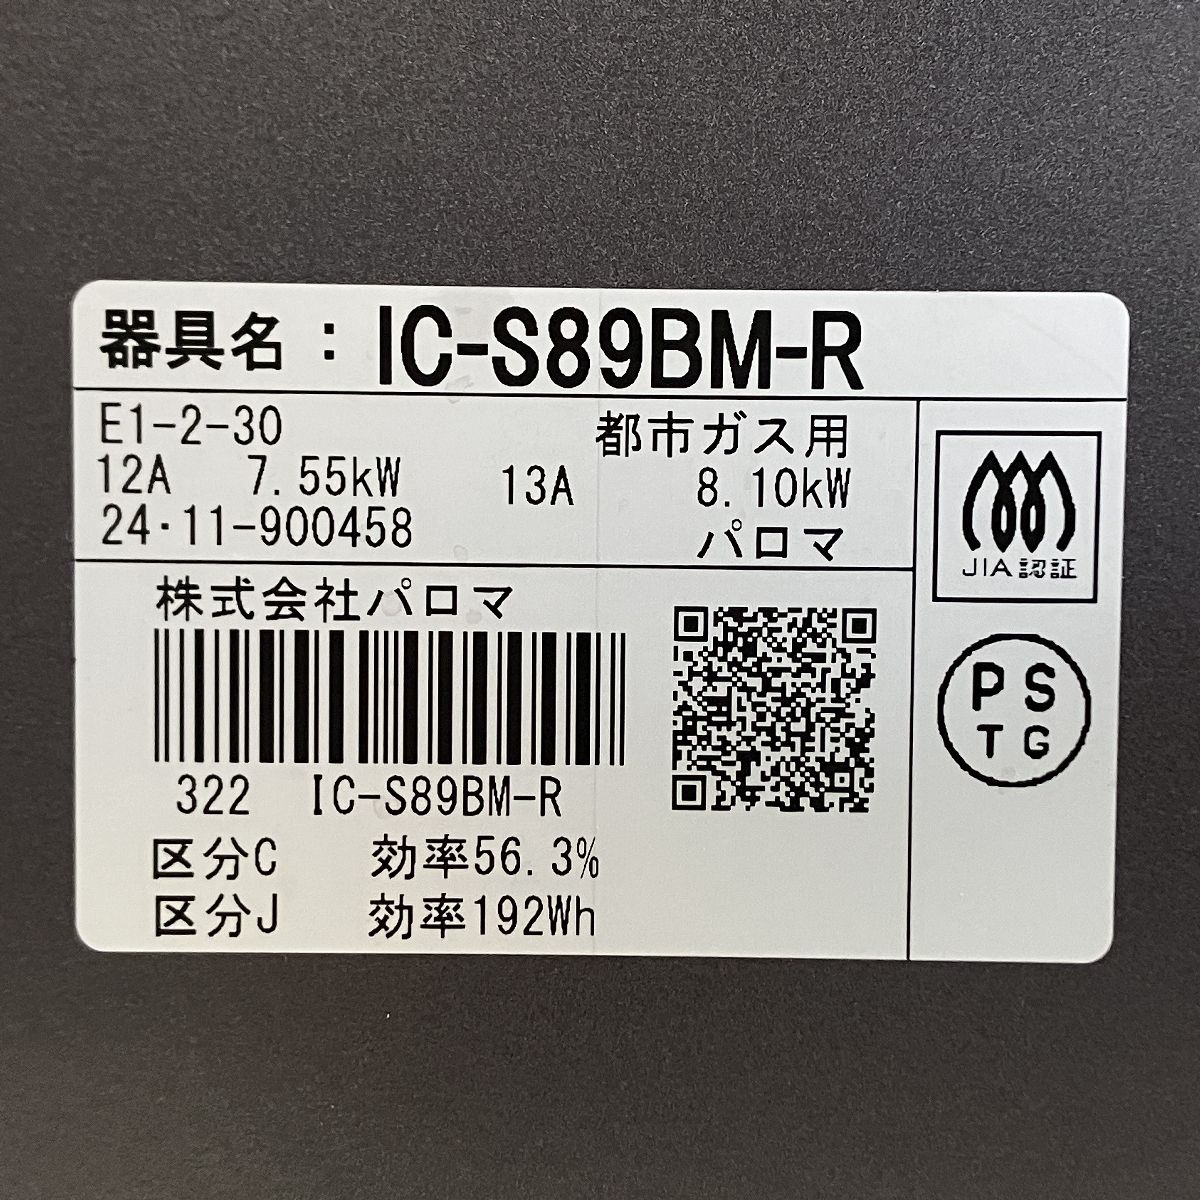 器具名：IC-S89BM-R
E1-2-30 都市ガス用
12A 7.55kW 13A 8.10kW
24･11-900458 パロマ
JIA認証
株式会社パロマ
PS
TG
322 IC-S89BM-R
区分C 効率56.3%
区分J 効率192Wh